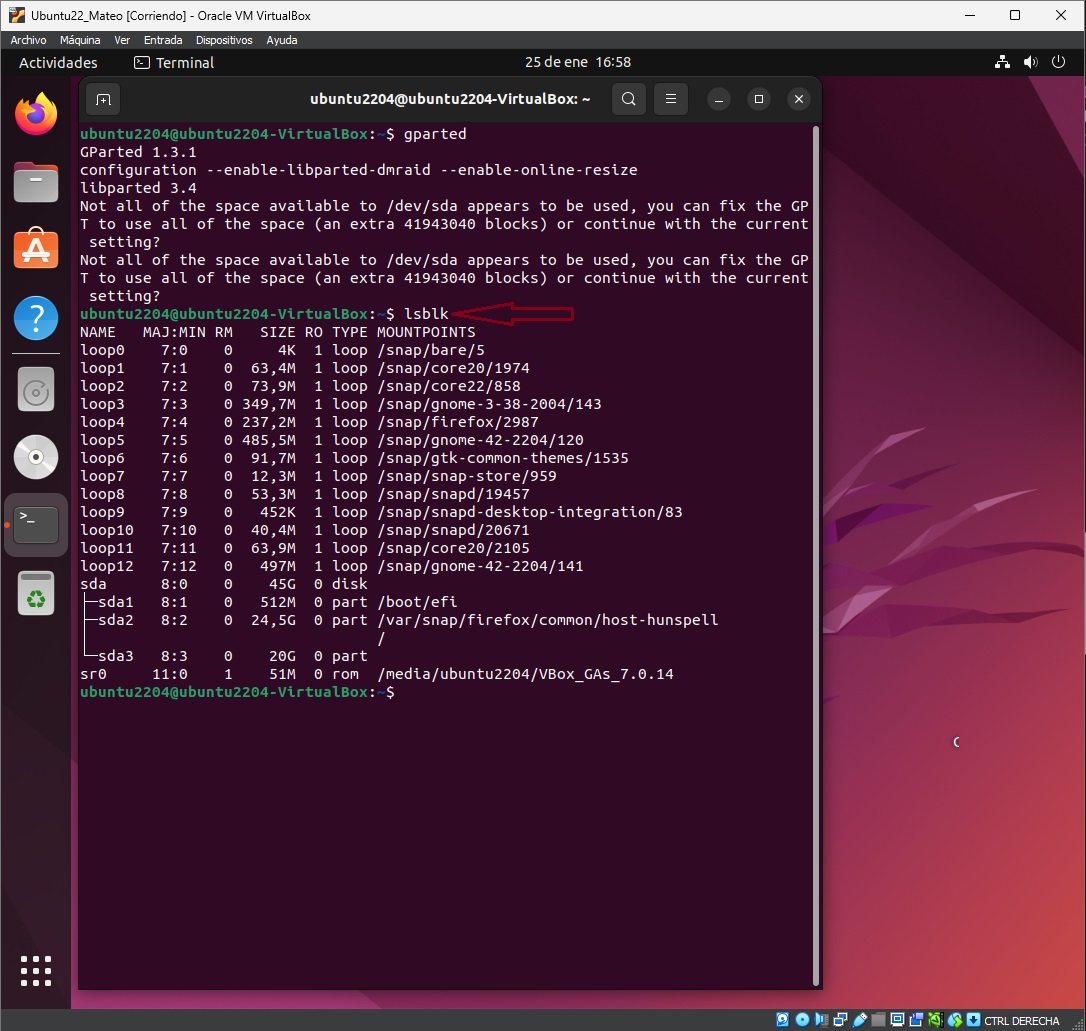 Ubuntu22_Mateo [Corriendo] - Oracle VM VirtualBox
Archivo Máquina Ver Entrada Dispositivos Ayuda
Actividades Terminal 25 de ene 16:58
ubuntu2204@ubuntu2204-VirtualBox: ~
ubuntu2204@ubuntu2204-VirtualBox:~$ gparted
GParted 1.3.1
configuration --enable-libparted-dmraid --enable-online-resize
libparted 3.4
Not all of the space available to /dev/sda appears to be used, you can fix the GP
T to use all of the space (an extra 41943040 blocks) or continue with the current
 setting?
Not all of the space available to /dev/sda appears to be used, you can fix the GP
T to use all of the space (an extra 41943040 blocks) or continue with the current
 setting?
ubuntu2204@ubuntu2204-VirtualBox:~$ lsblk
NAME   MAJ:MIN RM   SIZE RO TYPE MOUNTPOINTS
loop0    7:0    0     4K  1 loop /snap/bare/5
loop1    7:1    0  63,4M  1 loop /snap/core20/1974
loop2    7:2    0  73,9M  1 loop /snap/core22/858
loop3    7:3    0 349,7M  1 loop /snap/gnome-3-38-2004/143
loop4    7:4    0 237,2M  1 loop /snap/firefox/2987
loop5    7:5    0 485,5M  1 loop /snap/gnome-42-2204/120
loop6    7:6    0  91,7M  1 loop /snap/gtk-common-themes/1535
loop7    7:7    0  12,3M  1 loop /snap/snap-store/959
loop8    7:8    0  53,3M  1 loop /snap/snapd/19457
loop9    7:9    0   452K  1 loop /snap/snapd-desktop-integration/83
loop10   7:10   0  40,4M  1 loop /snap/snapd/20671
loop11   7:11   0  63,9M  1 loop /snap/core20/2105
loop12   7:12   0   497M  1 loop /snap/gnome-42-2204/141
sda      8:0    0    45G  0 disk
├─sda1   8:1    0   512M  0 part /boot/efi
├─sda2   8:2    0  24,5G  0 part /var/snap/firefox/common/host-hunspell
│                                /
└─sda3   8:3    0    20G  0 part
sr0     11:0    1    51M  0 rom  /media/ubuntu2204/VBox_GAs_7.0.14
ubuntu2204@ubuntu2204-VirtualBox:~$
CTRL DERECHA